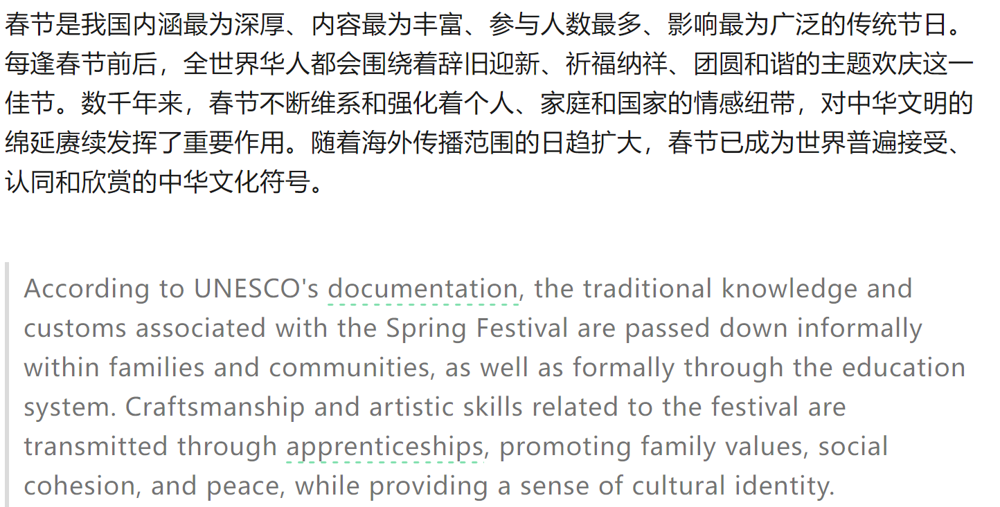 春节是我国内涵最为深厚、内容最为丰富、参与人数最多、影响最为广泛的传统节日。
每逢春节前后，全世界华人都会围绕着辞旧迎新、祈福纳祥、团圆和谐的主题欢庆这一
佳节。数千年来，春节不断维系和强化着个人、家庭和国家的情感纽带，对中华文明的
绵延赓续发挥了重要作用。随着海外传播范围的日趋扩大，春节已成为世界普遍接受、
认同和欣赏的中华文化符号。
According to UNESCO's documentation, the traditional knowledge and
customs associated with the Spring Festival are passed down informally
within families and communities, as well as formally through the education
system. Craftsmanship and artistic skills related to the festival are
transmitted through apprenticeships, promoting family values, social
cohesion, and peace, while providing a sense of cultural identity.